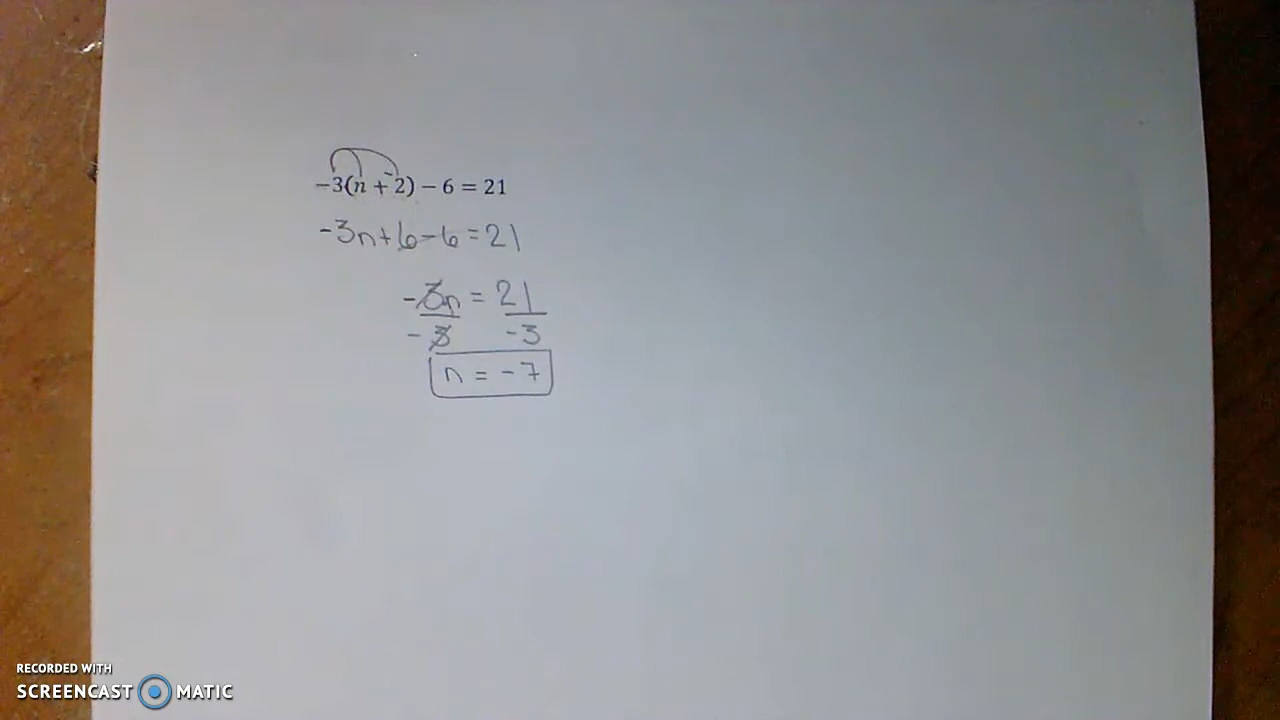 −3(n + -2) − 6 = 21
-3n+6-6=21
-3n = 21
-3 -3
n = -7
RECORDED WITH
SCREENCAST MATIC